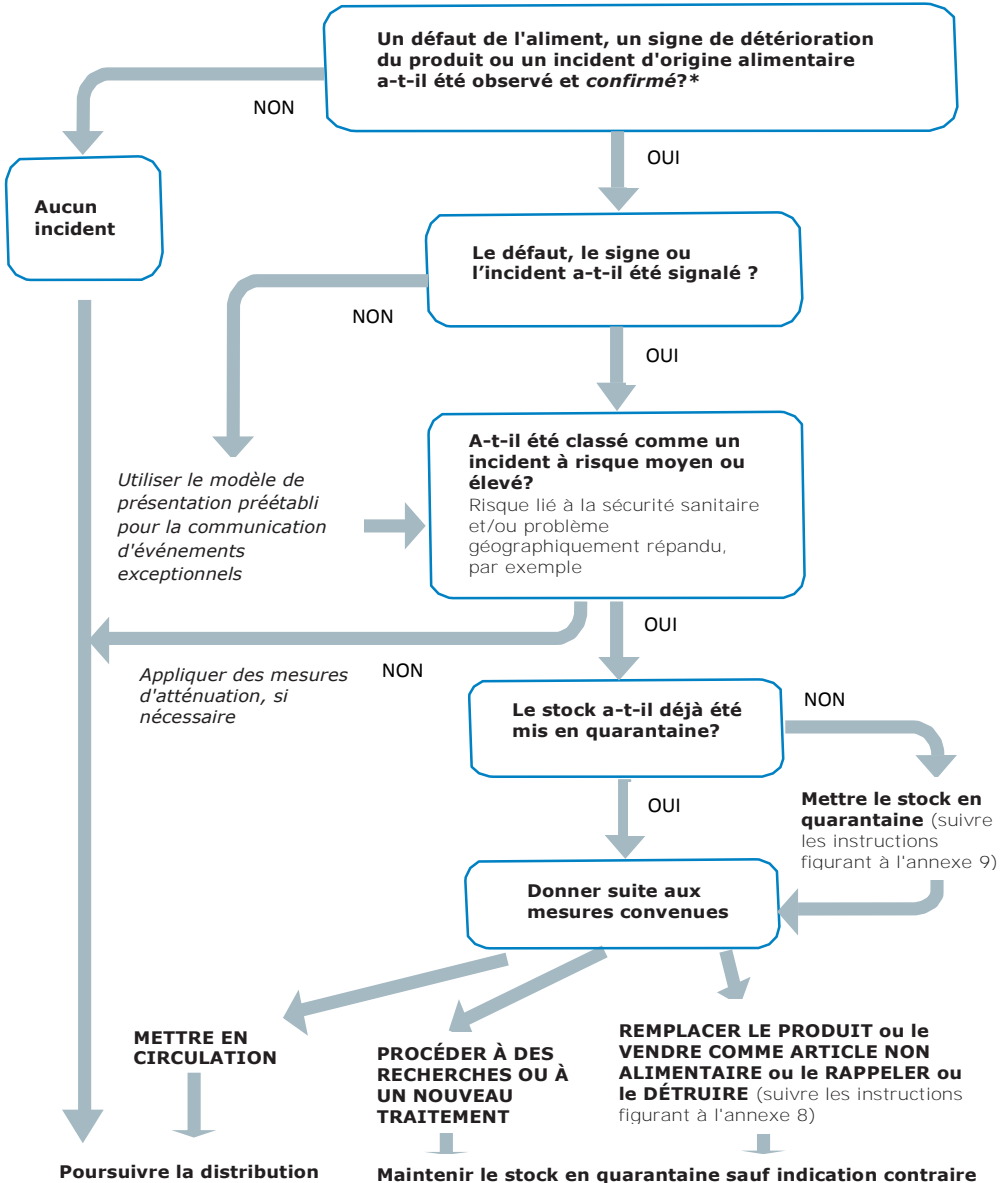 Un défaut de l'aliment, un signe de détérioration
du produit ou un incident d'origine alimentaire
a-t-il été observé et confirmé?*
NON
OUI
Aucun
incident
Le défaut, le signe ou
l’incident a-t-il été signalé ?
NON
OUI
A-t-il été classé comme un
incident à risque moyen ou
élevé?
Risque lié à la sécurité sanitaire
et/ou problème
géographiquement répandu,
par exemple
Utiliser le modèle de
présentation préétabli
pour la communication
d'événements
exceptionnels
OUI
NON
Appliquer des mesures
d'atténuation, si
nécessaire
Le stock a-t-il déjà été
mis en quarantaine?
NON
OUI
Mettre le stock en
quarantaine (suivre
les instructions
figurant à l'annexe 9)
Donner suite aux
mesures convenues
METTRE EN
CIRCULATION
PROCÉDER À DES
RECHERCHES OU À
UN NOUVEAU
TRAITEMENT
REMPLACER LE PRODUIT ou le
VENDRE COMME ARTICLE NON
ALIMENTAIRE ou le RAPPELER ou
le DÉTRUIRE (suivre les instructions
figurant à l'annexe 8)
Poursuivre la distribution
Maintenir le stock en quarantaine sauf indication contraire